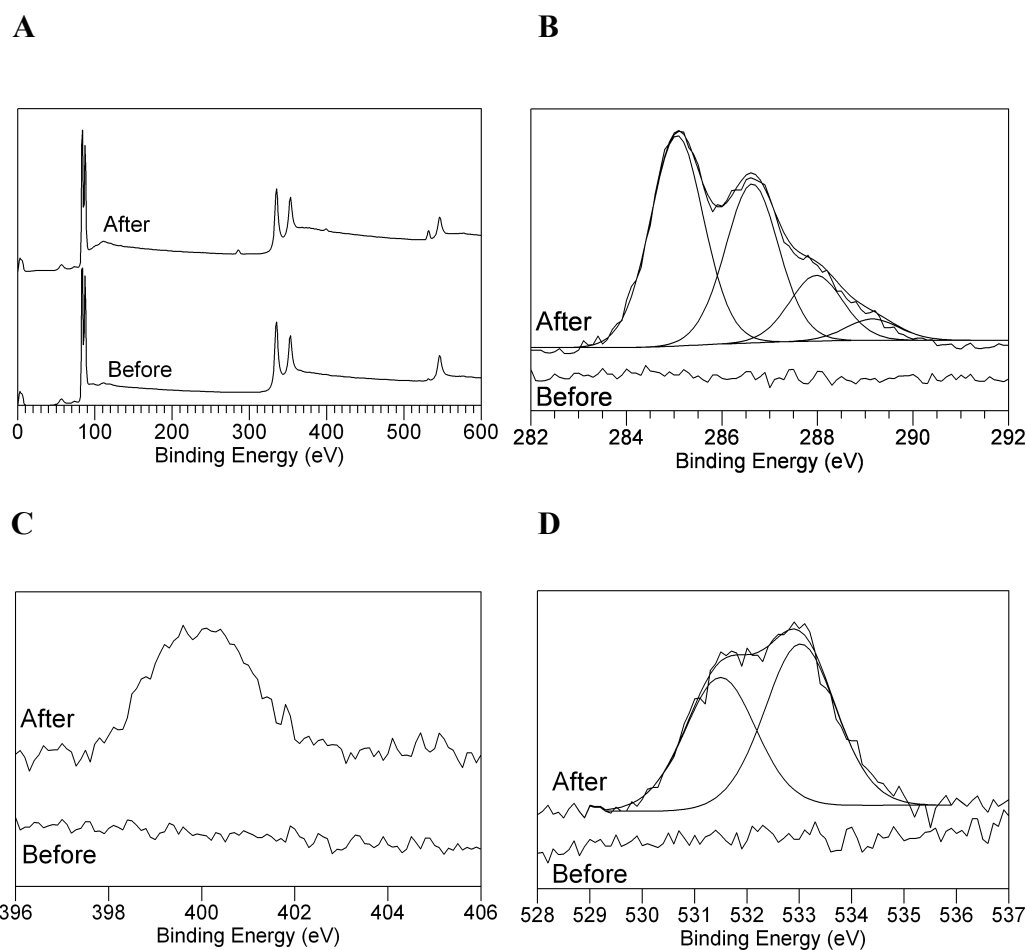 A
B
After
Before
0 100 200 300 400 500 600
Binding Energy (eV)
After
Before
282 284 286 288 290 292
Binding Energy (eV)
C
D
After
Before
396 398 400 402 404 406
Binding Energy (eV)
After
Before
528 529 530 531 532 533 534 535 536 537
Binding Energy (eV)